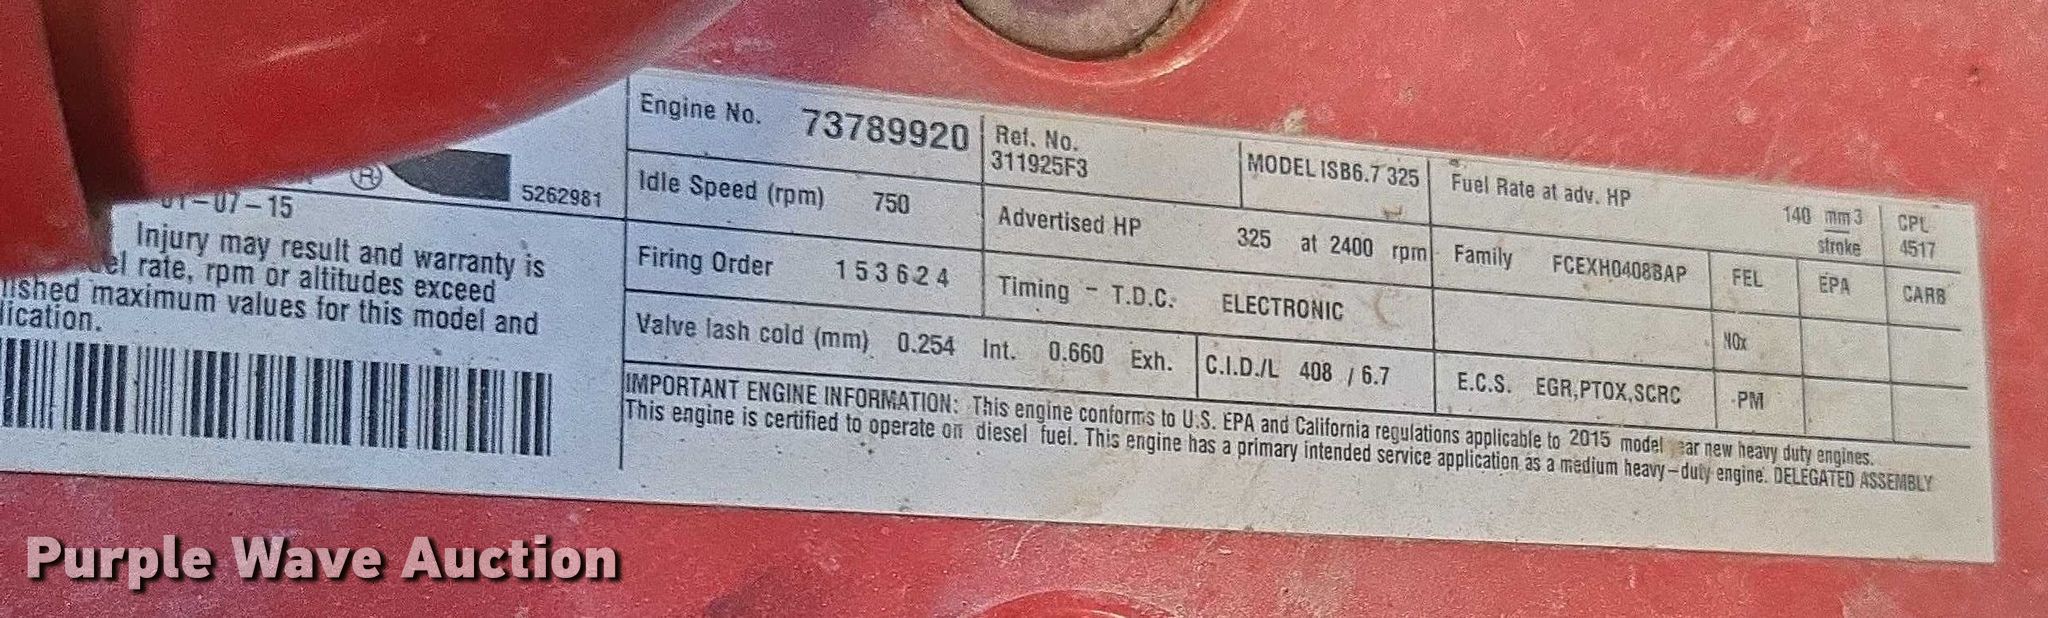 Engine No. 73789920
Ref. No.
311925F3
MODEL ISB6.7 325
Fuel Rate at adv. HP 140 mm3
stroke
CPL
4517
® 5262981
Idle Speed (rpm) 750
Advertised HP 325 at 2400 rpm
Family FCEXH0408BAP
FEL EPA CARB
-07-15
Firing Order 1 5 3 6 2 4
Timing - T.D.C. ELECTRONIC
NOx
Injury may result and warranty is
rate, rpm or altitudes exceed
maximum values for this model and
Valve lash cold (mm) 0.254 Int. 0.660 Exh.
C.I.D./L 408 / 6.7
E.C.S. EGR,PTOX,SCRC
PM
IMPORTANT ENGINE INFORMATION: This engine conforms to U.S. EPA and California regulations applicable to 2015 model new heavy duty engines.
This engine is certified to operate on diesel fuel. This engine has a primary intended service application as a medium heavy-duty engine. DELEGATED ASSEMBLY
Purple Wave Auction